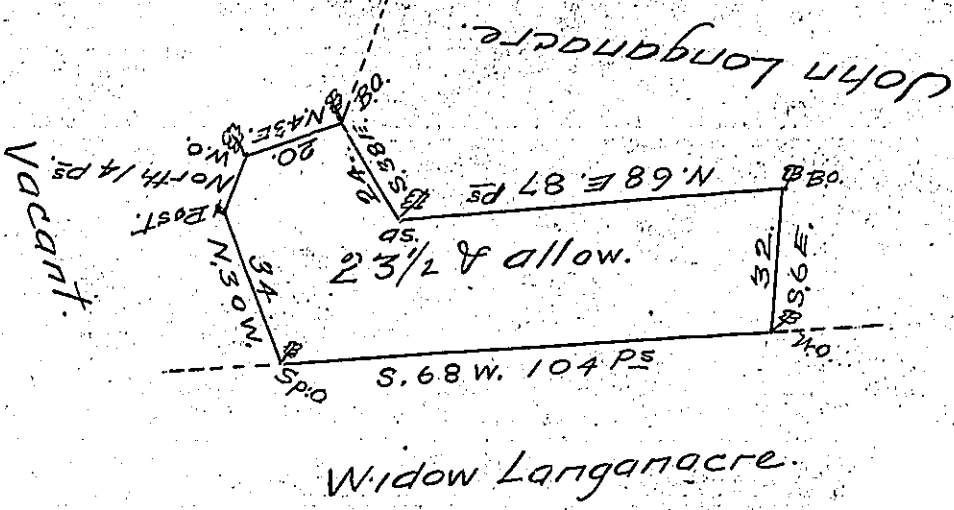 John Longanacre.
B.O.
N.43E.
20.
W.O.
North 14 Ps.
Post.
Vacant.
N.30W.
34
Sp:o
S.38E.
24..
as.
N.68 E. 87 Ps
B.O.
32..
S.6E.
23 1/2 & allow.
S.68 W. 104 Ps
Widow Langanacre.